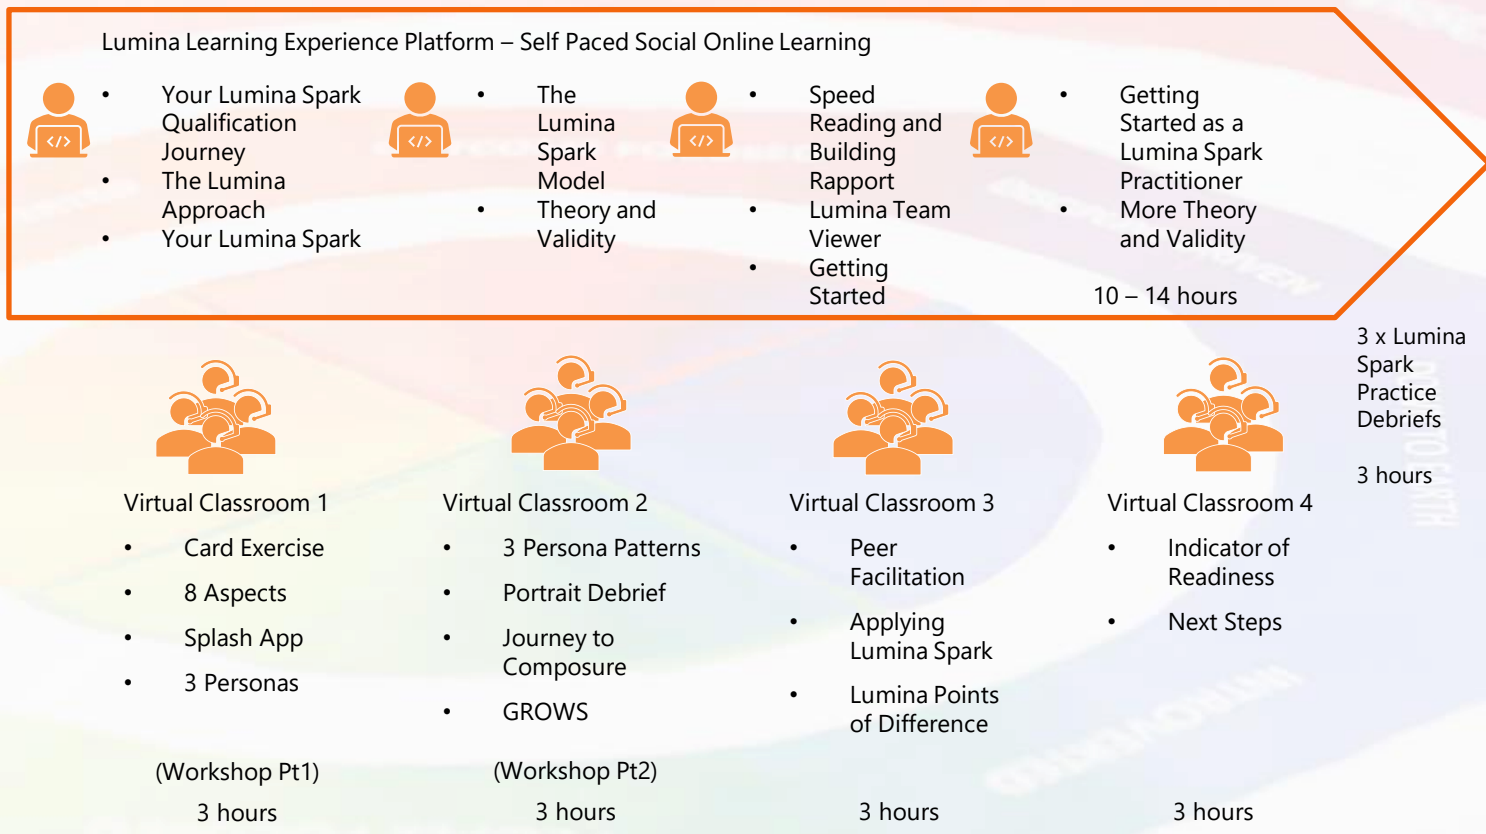 Lumina Learning Experience Platform – Self Paced Social Online Learning
• Your Lumina Spark
Qualification
Journey
• The Lumina
Approach
• Your Lumina Spark
• The
Lumina
Spark
Model
• Theory and
Validity
• Speed
Reading and
Building
Rapport
• Lumina Team
Viewer
• Getting
Started
• Getting
Started as a
Lumina Spark
Practitioner
• More Theory
and Validity
10 – 14 hours
3 x Lumina
Spark
Practice
Debriefs
3 hours
Virtual Classroom 1
• Card Exercise
• 8 Aspects
• Splash App
• 3 Personas
(Workshop Pt1)
3 hours
Virtual Classroom 2
• 3 Persona Patterns
• Portrait Debrief
• Journey to
Composure
• GROWS
(Workshop Pt2)
3 hours
Virtual Classroom 3
• Peer
Facilitation
• Applying
Lumina Spark
• Lumina Points
of Difference
3 hours
Virtual Classroom 4
• Indicator of
Readiness
• Next Steps
3 hours